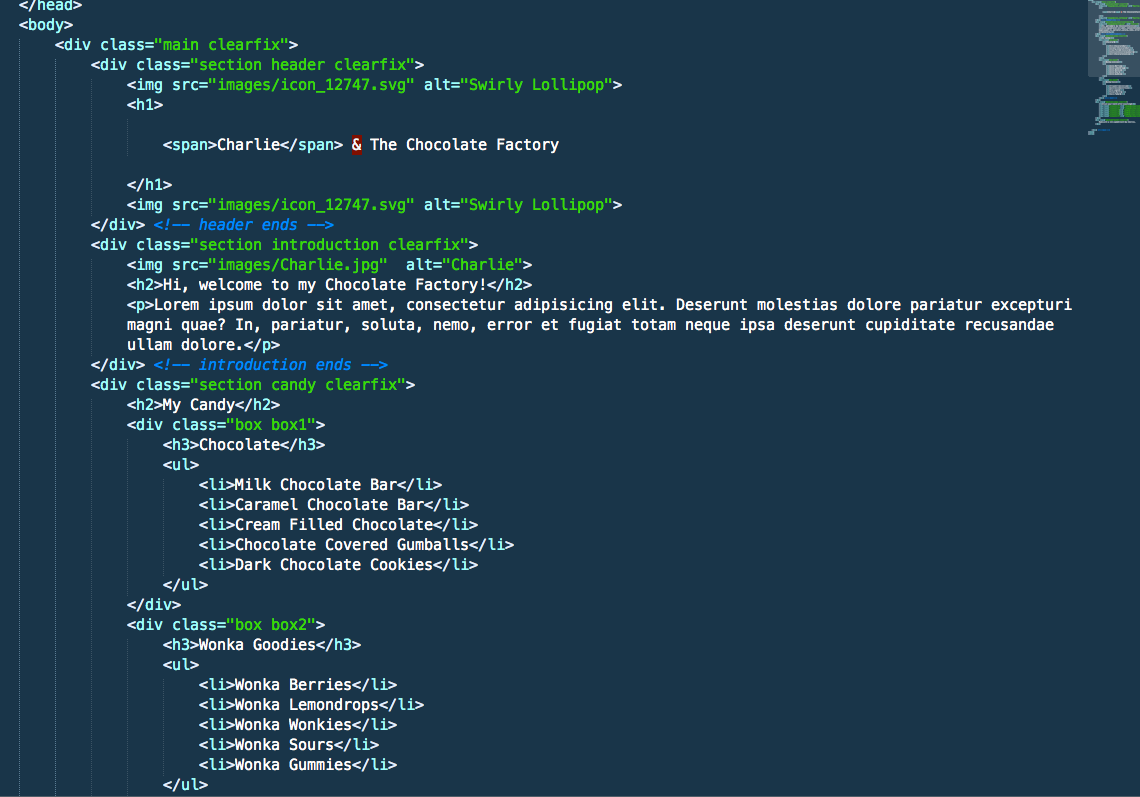 </head>
<body>
<div class="main clearfix">
<div class="section header clearfix">
<img src="images/icon_12747.svg" alt="Swirly Lollipop">
<h1>
<span>Charlie</span> & The Chocolate Factory
</h1>
<img src="images/icon_12747.svg" alt="Swirly Lollipop">
</div> <!-- header ends -->
<div class="section introduction clearfix">
<img src="images/Charlie.jpg"  alt="Charlie">
<h2>Hi, welcome to my Chocolate Factory!</h2>
<p>Lorem ipsum dolor sit amet, consectetur adipisicing elit. Deserunt molestias dolore pariatur excepturi
magni quae? In, pariatur, soluta, nemo, error et fugiat totam neque ipsa deserunt cupiditate recusandae
ullam dolore.</p>
</div> <!-- introduction ends -->
<div class="section candy clearfix">
<h2>My Candy</h2>
<div class="box box1">
<h3>Chocolate</h3>
<ul>
<li>Milk Chocolate Bar</li>
<li>Caramel Chocolate Bar</li>
<li>Cream Filled Chocolate</li>
<li>Chocolate Covered Gumballs</li>
<li>Dark Chocolate Cookies</li>
</ul>
</div>
<div class="box box2">
<h3>Wonka Goodies</h3>
<ul>
<li>Wonka Berries</li>
<li>Wonka Lemondrops</li>
<li>Wonka Wonkies</li>
<li>Wonka Sours</li>
<li>Wonka Gummies</li>
</ul>